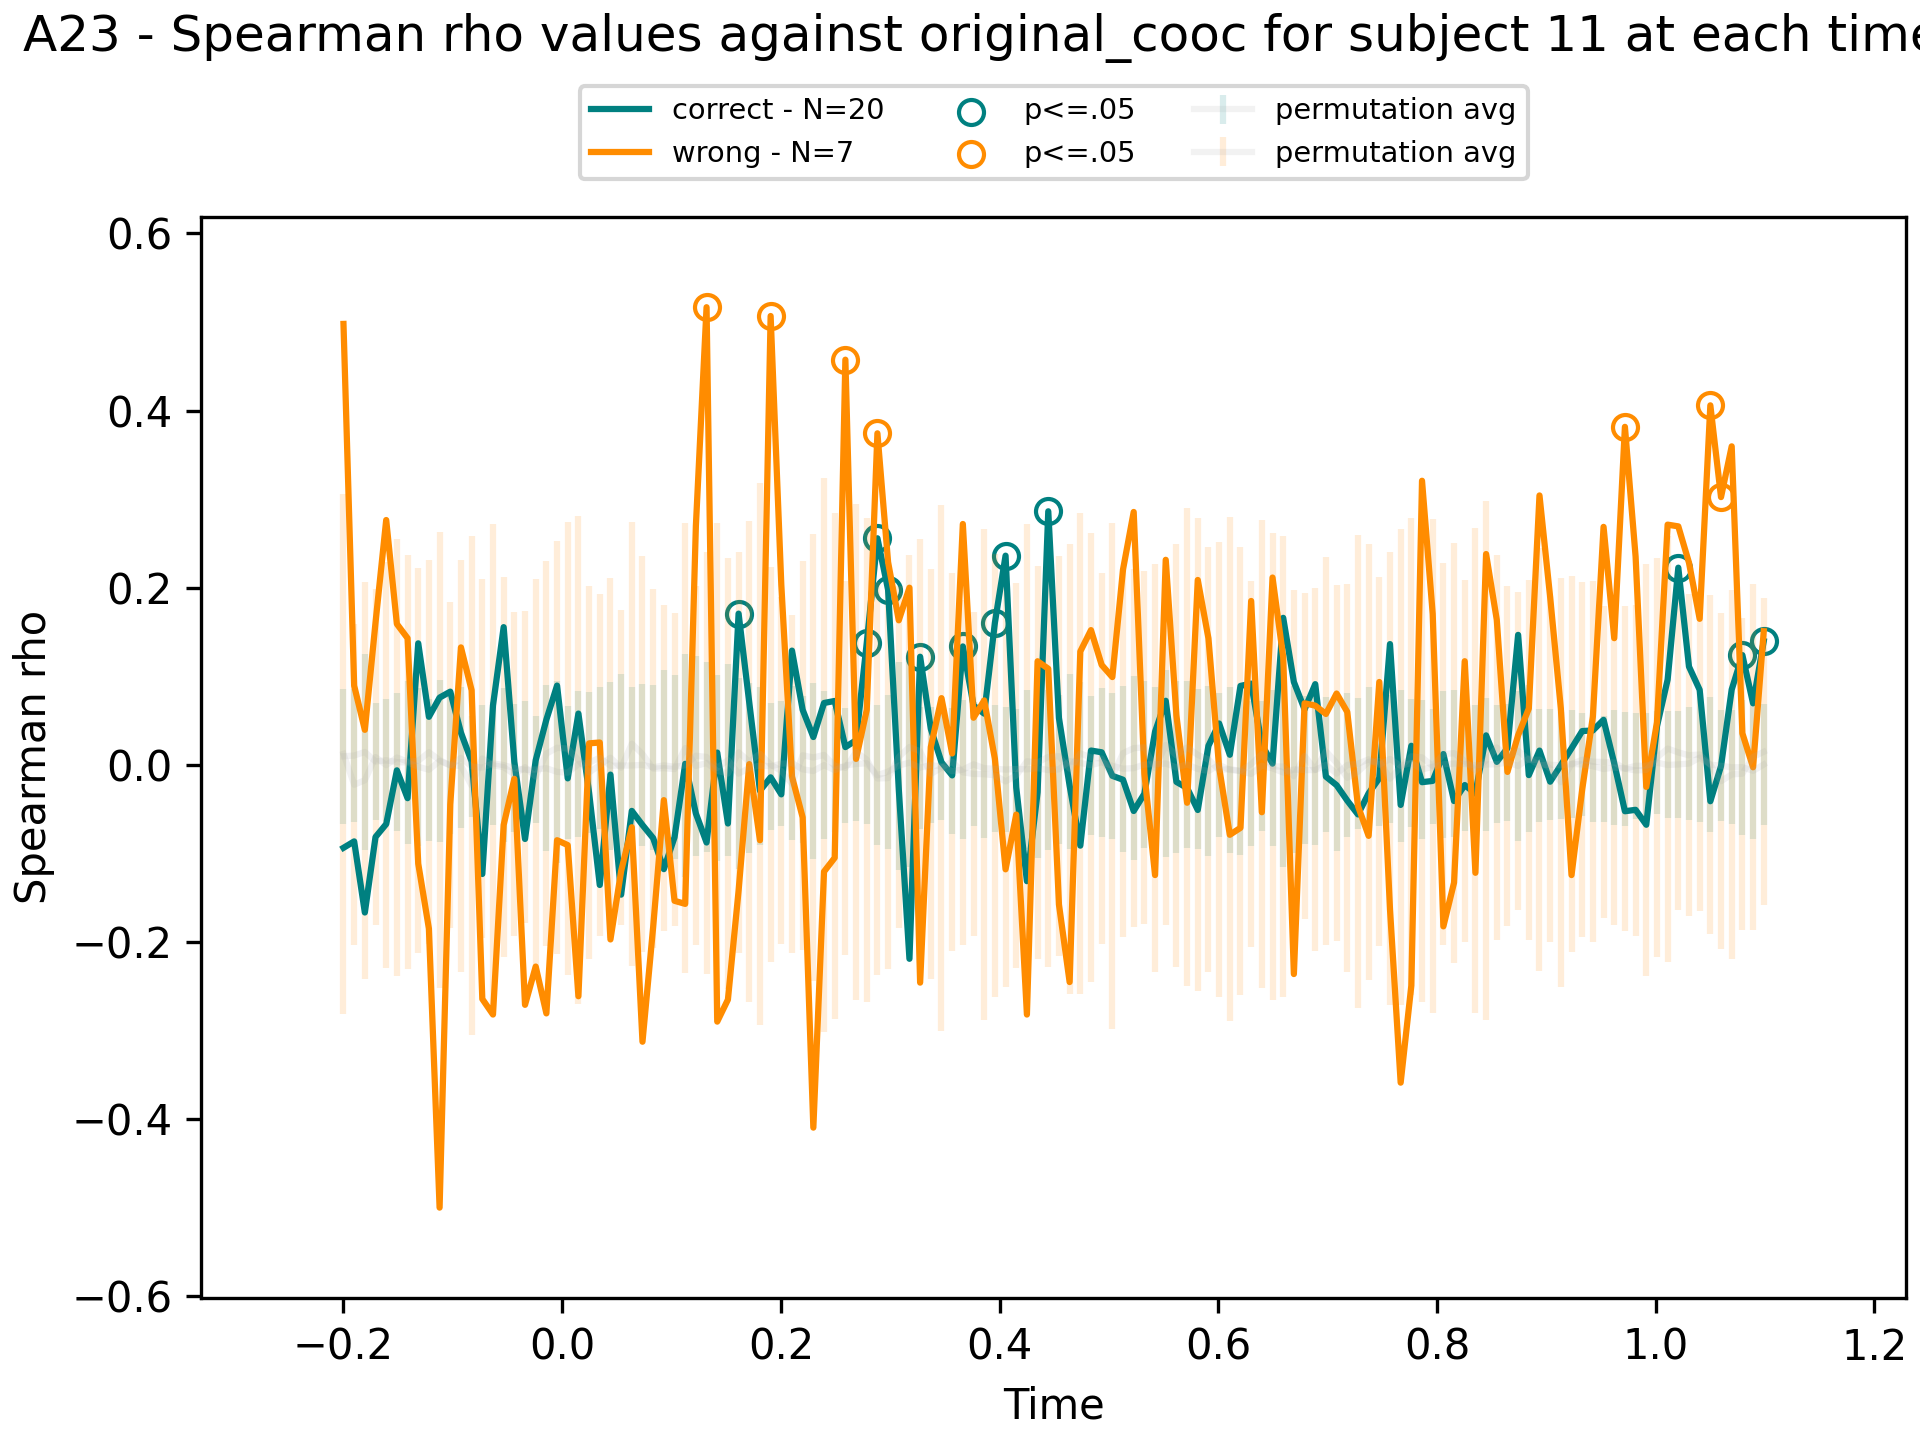 A23 - Spearman rho values against original_cooc for subject 11 at each time
correct - N=20
wrong - N=7
p<=.05
p<=.05
permutation avg
permutation avg
0.6
0.4
0.2
0.0
−0.2
−0.4
−0.6
Spearman rho
−0.2
0.0
0.2
0.4
0.6
0.8
1.0
1.2
Time